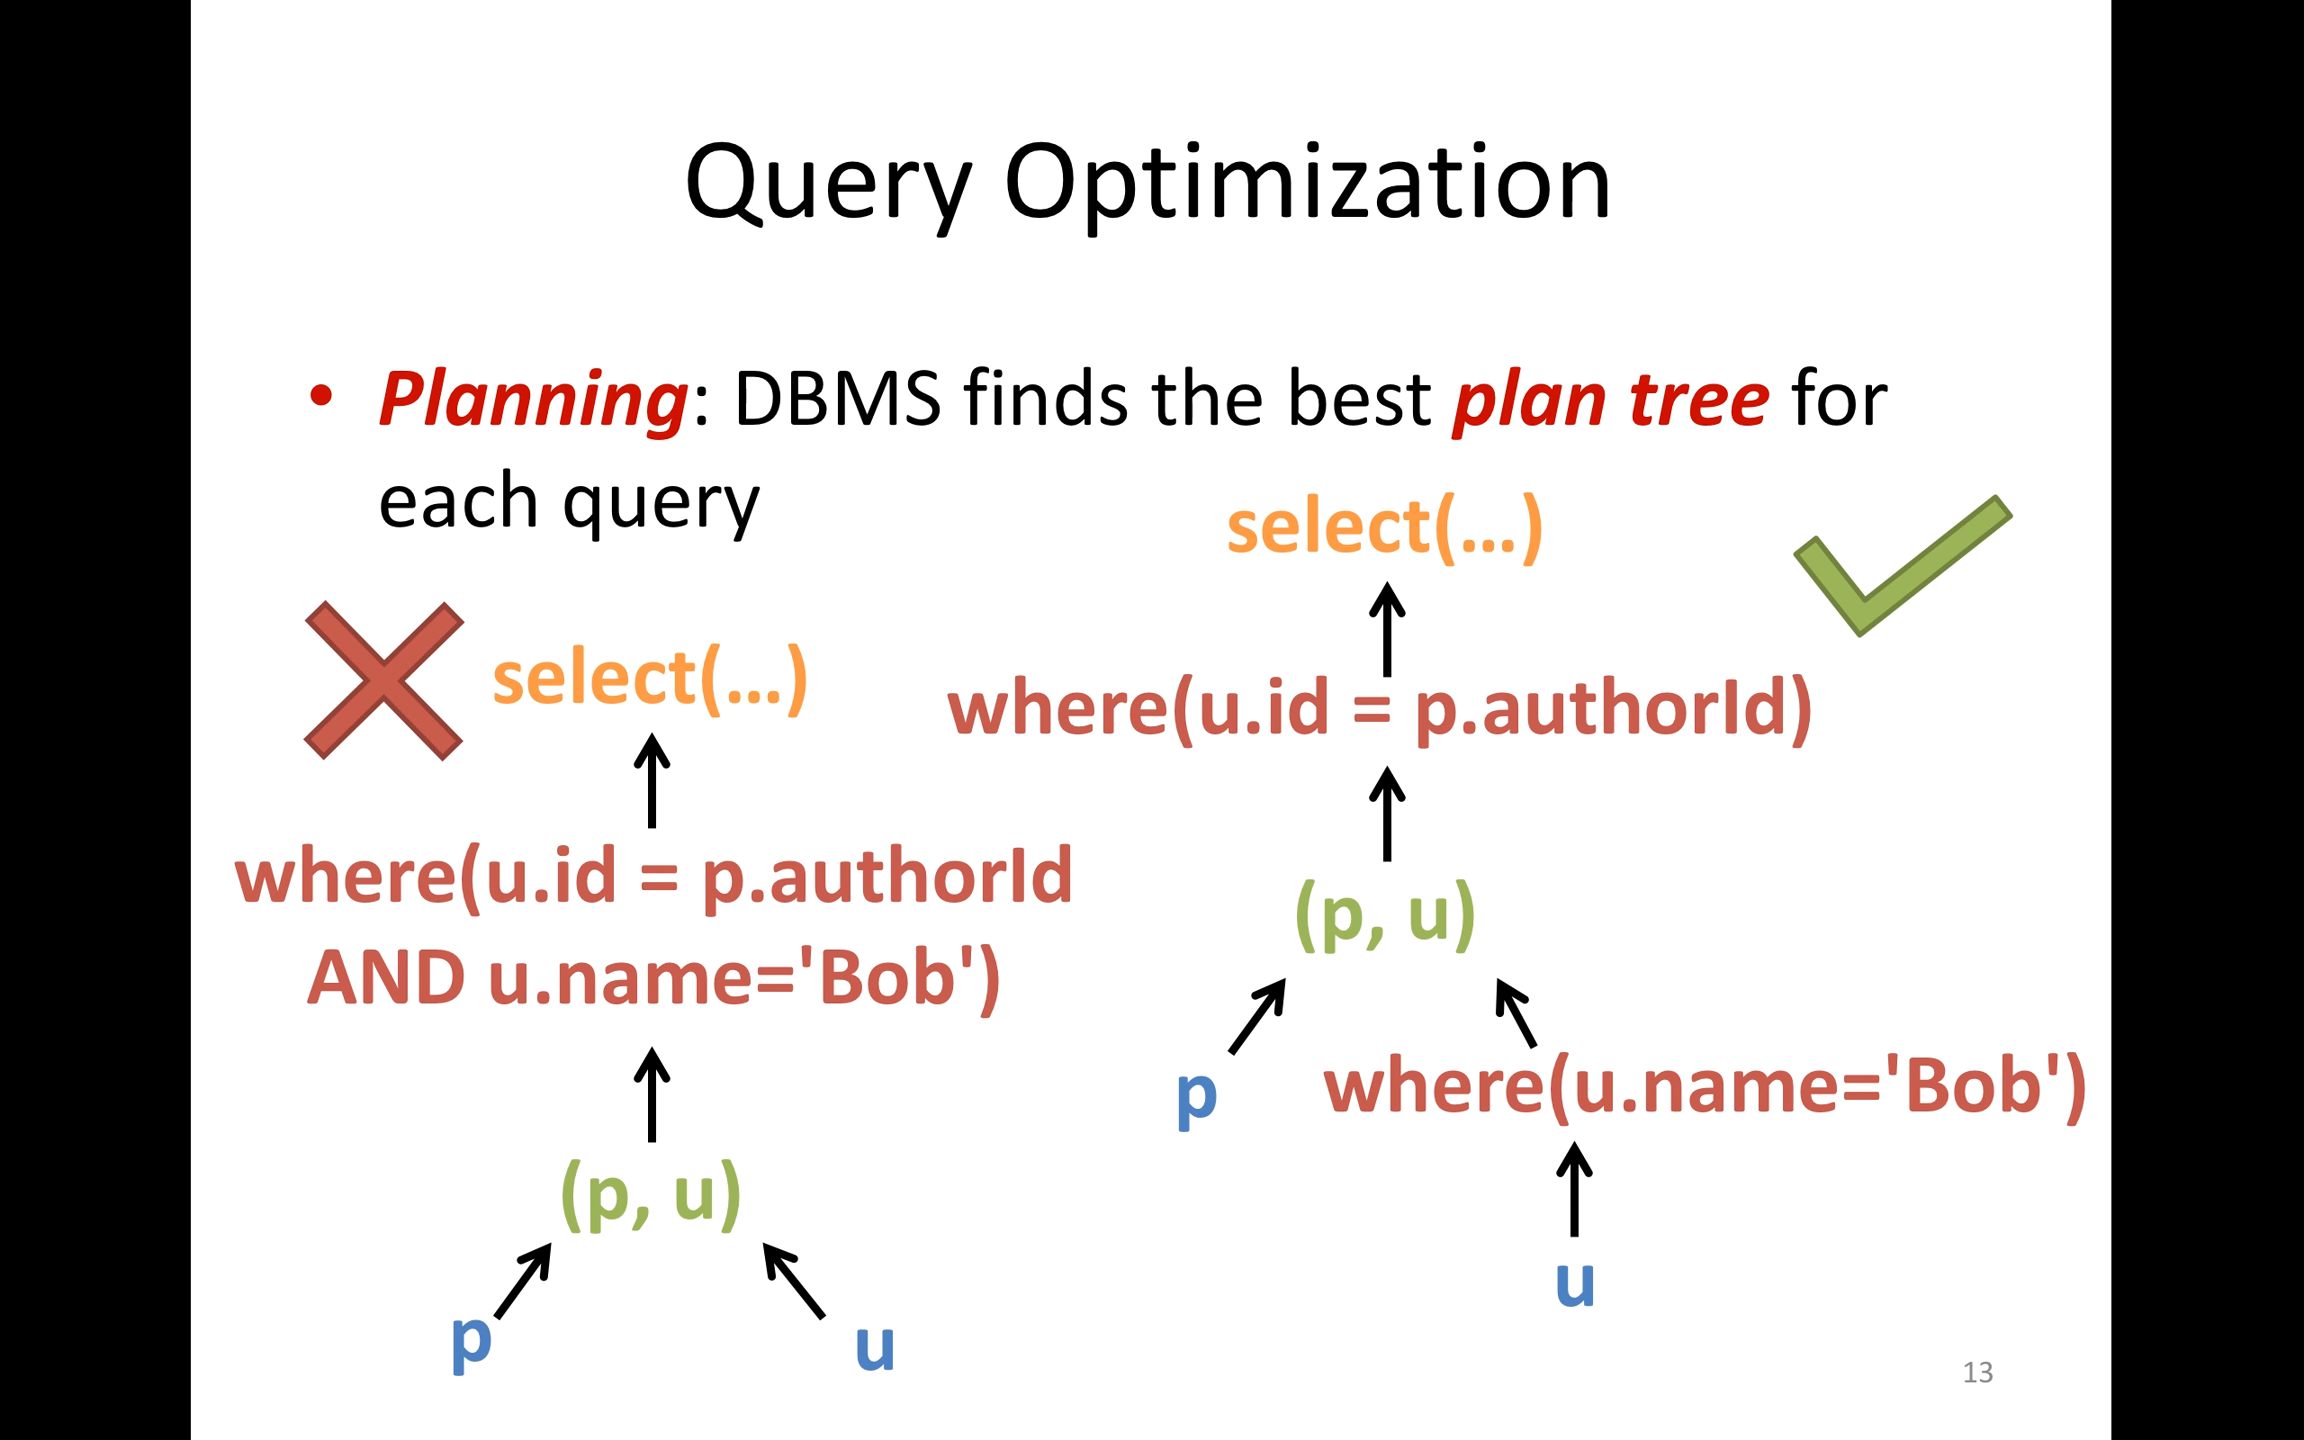 Query Optimization
• Planning: DBMS finds the best plan tree for
each query
select(...)
where(u.id = p.authorId
AND u.name='Bob')
(p, u)
p
u
select(...)
where(u.id = p.authorId)
(p, u)
p
where(u.name='Bob')
u
13